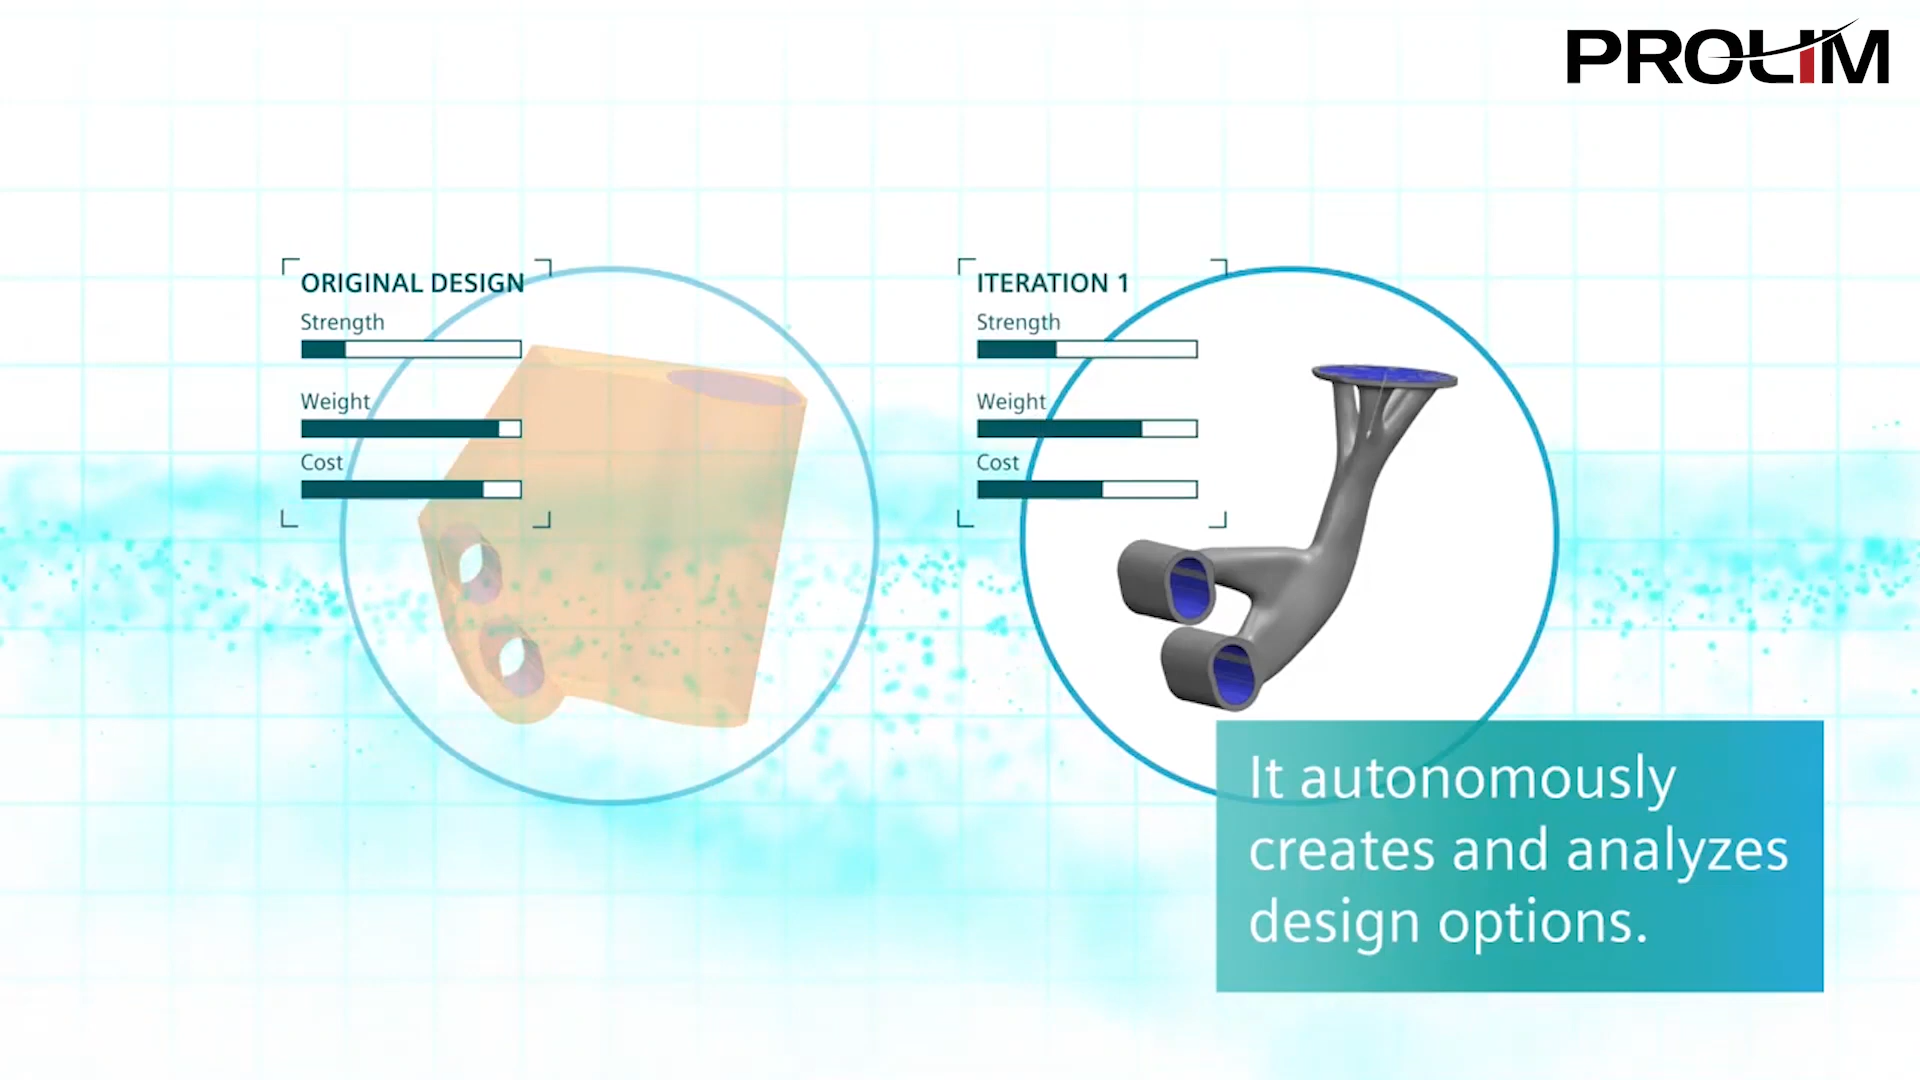 PROLIM
ORIGINAL DESIGN
Strength
Weight
Cost
ITERATION 1
Strength
Weight
Cost
It autonomously
creates and analyzes
design options.